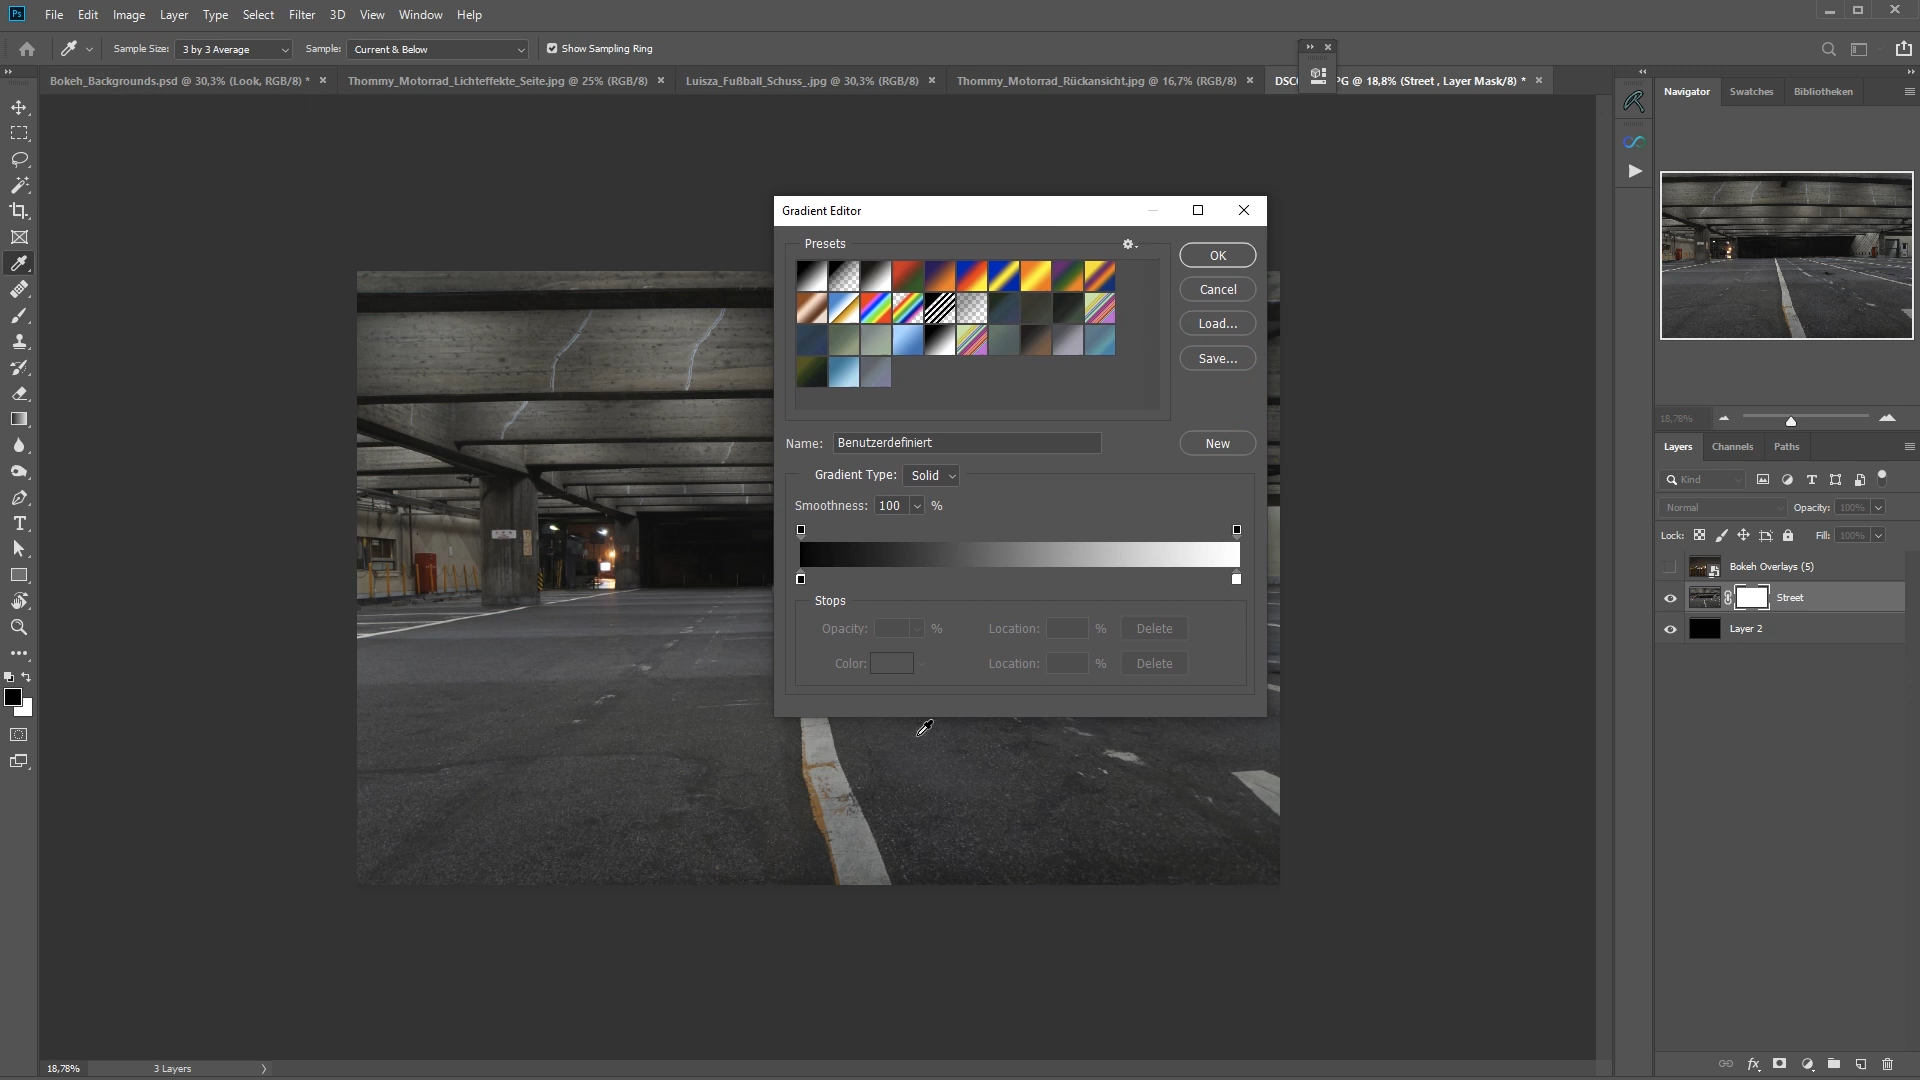 Ps File Edit Image Layer Type Select Filter 3D View Window Help
Sample Size: 3 by 3 Average Sample: Current & Below Show Sampling Ring
Bokeh_Backgrounds.psd @ 30,3% (Look, RGB/8) * Thommy_Motorrad_Lichteffekte_Seite.jpg @ 25% (RGB/8) Luisza_Fußball_Schuss_.jpg @ 30,3% (RGB/8) Thommy_Motorrad_Rückansicht.jpg @ 16,7% (RGB/8) PG @ 18,8% (Street , Layer Mask/8) *
Navigator Swatches Bibliotheken
Gradient Editor
Presets
OK
Cancel
Load...
Save...
Name: Benutzerdefiniert New
Gradient Type: Solid
Smoothness: 100 %
Stops
Opacity: % Location: % Delete
Color: Location: % Delete
18,78%
Layers Channels Paths
Kind
Normal Opacity: 100%
Lock: Fill: 100%
Bokeh Overlays (5)
Street
Layer 2
18,78% 3 Layers